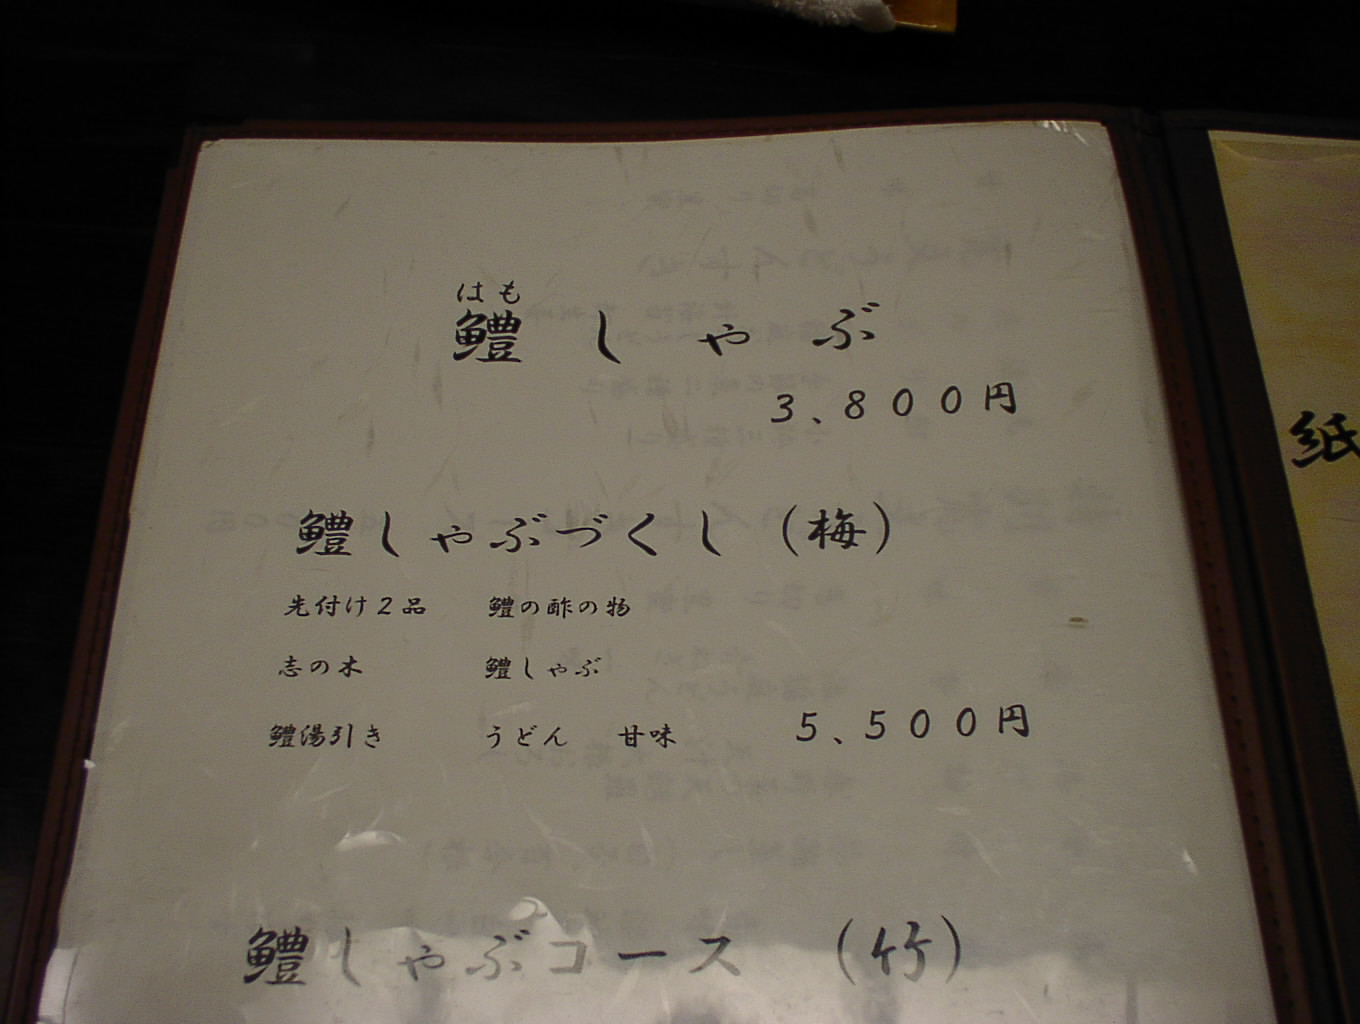 はも
鱧しゃぶ
3、800円
鱧しゃぶづくし（梅）
先付け2品　鱧の酢の物
志の木　鱧しゃぶ
鱧湯引き　うどん　甘味　5、500円
鱧しゃぶコース　（竹）
紙